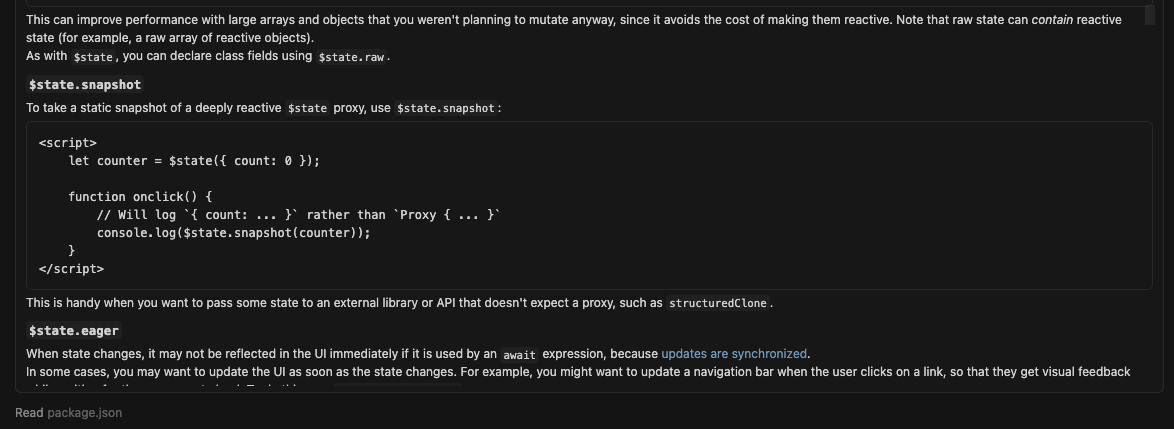 This can improve performance with large arrays and objects that you weren't planning to mutate anyway, since it avoids the cost of making them reactive. Note that raw state can contain reactive
state (for example, a raw array of reactive objects).
As with $state, you can declare class fields using $state.raw.
$state.snapshot
To take a static snapshot of a deeply reactive $state proxy, use $state.snapshot:
<script>
    let counter = $state({ count: 0 });

    function onclick() {
        // Will log `{ count: ... }` rather than `Proxy { ... }`
        console.log($state.snapshot(counter));
    }
</script>
This is handy when you want to pass some state to an external library or API that doesn't expect a proxy, such as structuredClone.
$state.eager
When state changes, it may not be reflected in the UI immediately if it is used by an await expression, because updates are synchronized.
In some cases, you may want to update the UI as soon as the state changes. For example, you might want to update a navigation bar when the user clicks on a link, so that they get visual feedback
Read package.json